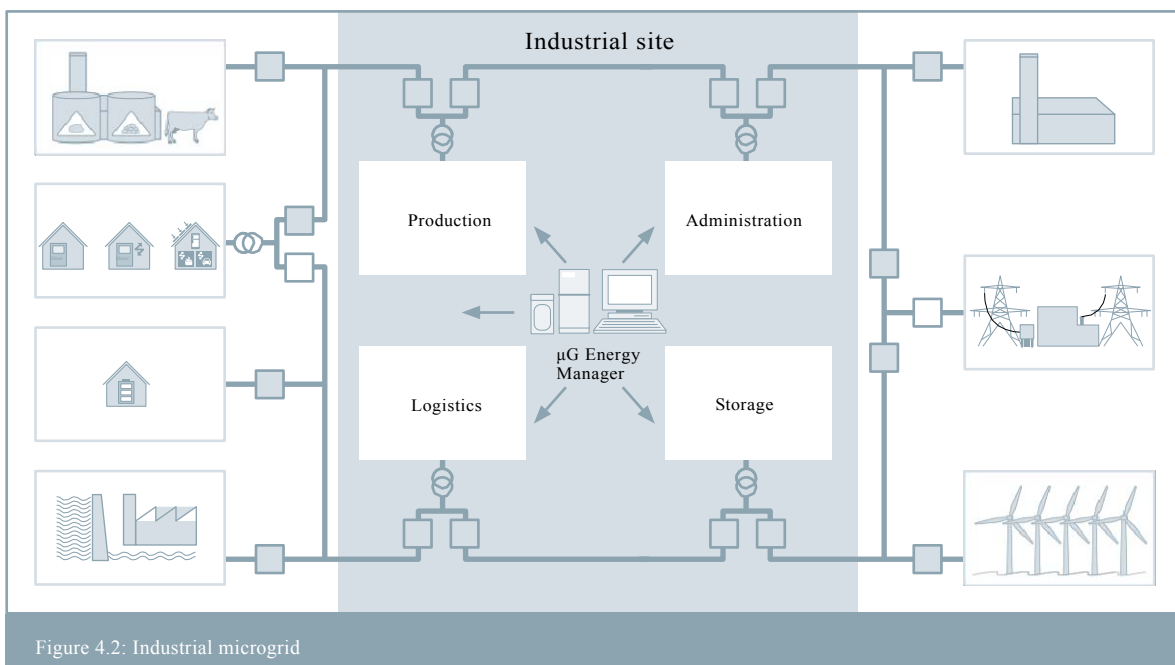 Industrial site
Production
Administration
µG Energy
Manager
Logistics
Storage
Figure 4.2: Industrial microgrid